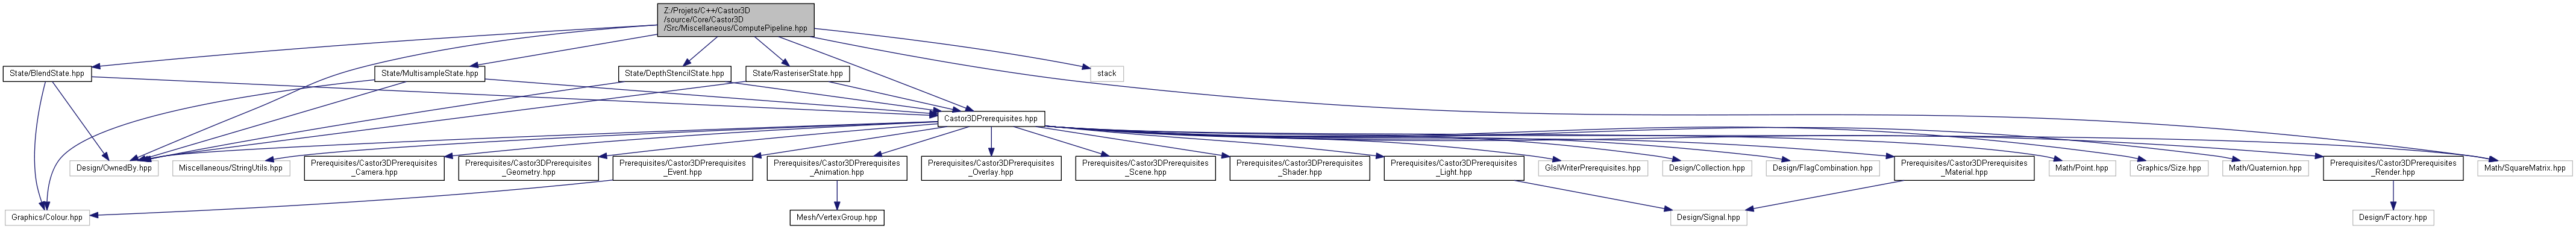 Z:/Projets/C++/Castor3D
/source/Core/Castor3D
/Src/Miscellaneous/ComputePipeline.hpp
State/BlendState.hpp
State/MultisampleState.hpp
State/DepthStencilState.hpp
State/RasteriserState.hpp
stack
Castor3DPrerequisites.hpp
Design/OwnedBy.hpp
Miscellaneous/StringUtils.hpp
Prerequisites/Castor3DPrerequisites
_Camera.hpp
Prerequisites/Castor3DPrerequisites
_Geometry.hpp
Prerequisites/Castor3DPrerequisites
_Event.hpp
Prerequisites/Castor3DPrerequisites
_Animation.hpp
Prerequisites/Castor3DPrerequisites
_Overlay.hpp
Prerequisites/Castor3DPrerequisites
_Scene.hpp
Prerequisites/Castor3DPrerequisites
_Shader.hpp
Prerequisites/Castor3DPrerequisites
_Light.hpp
GlslWriterPrerequisites.hpp
Design/Collection.hpp
Design/FlagCombination.hpp
Prerequisites/Castor3DPrerequisites
_Material.hpp
Math/Point.hpp
Graphics/Size.hpp
Math/Quaternion.hpp
Prerequisites/Castor3DPrerequisites
_Render.hpp
Math/SquareMatrix.hpp
Graphics/Colour.hpp
Mesh/VertexGroup.hpp
Design/Signal.hpp
Design/Factory.hpp